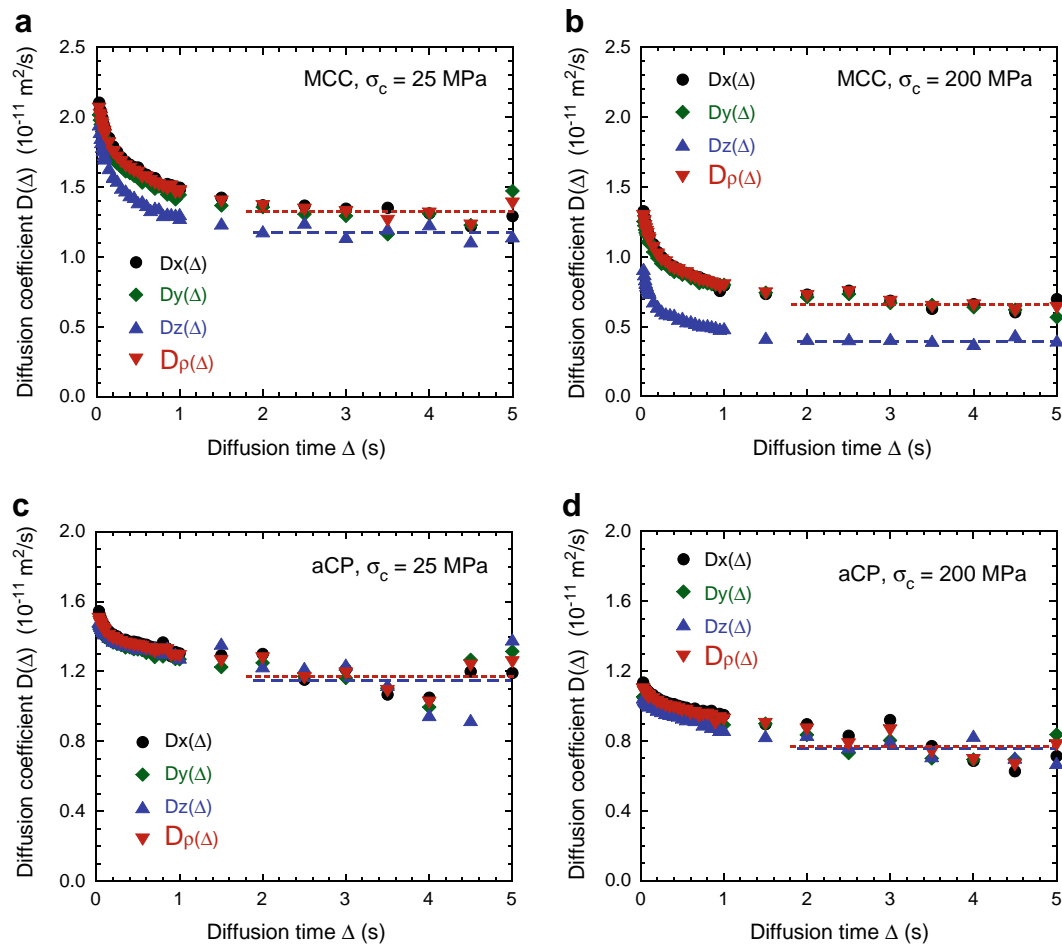 a
2.5
2.0
1.5
1.0
0.5
0.0
Diffusion coefficient D(Δ) (10⁻¹¹ m²/s)
MCC, σc = 25 MPa
Dx(Δ)
Dy(Δ)
Dz(Δ)
Dρ(Δ)
0 1 2 3 4 5
Diffusion time Δ (s)
b
2.5
2.0
1.5
1.0
0.5
0.0
Diffusion coefficient D(Δ) (10⁻¹¹ m²/s)
MCC, σc = 200 MPa
Dx(Δ)
Dy(Δ)
Dz(Δ)
Dρ(Δ)
0 1 2 3 4 5
Diffusion time Δ (s)
c
2.0
1.6
1.2
0.8
0.4
0.0
Diffusion coefficient D(Δ) (10⁻¹¹ m²/s)
aCP, σc = 25 MPa
Dx(Δ)
Dy(Δ)
Dz(Δ)
Dρ(Δ)
0 1 2 3 4 5
Diffusion time Δ (s)
d
2.0
1.6
1.2
0.8
0.4
0.0
Diffusion coefficient D(Δ) (10⁻¹¹ m²/s)
aCP, σc = 200 MPa
Dx(Δ)
Dy(Δ)
Dz(Δ)
Dρ(Δ)
0 1 2 3 4 5
Diffusion time Δ (s)